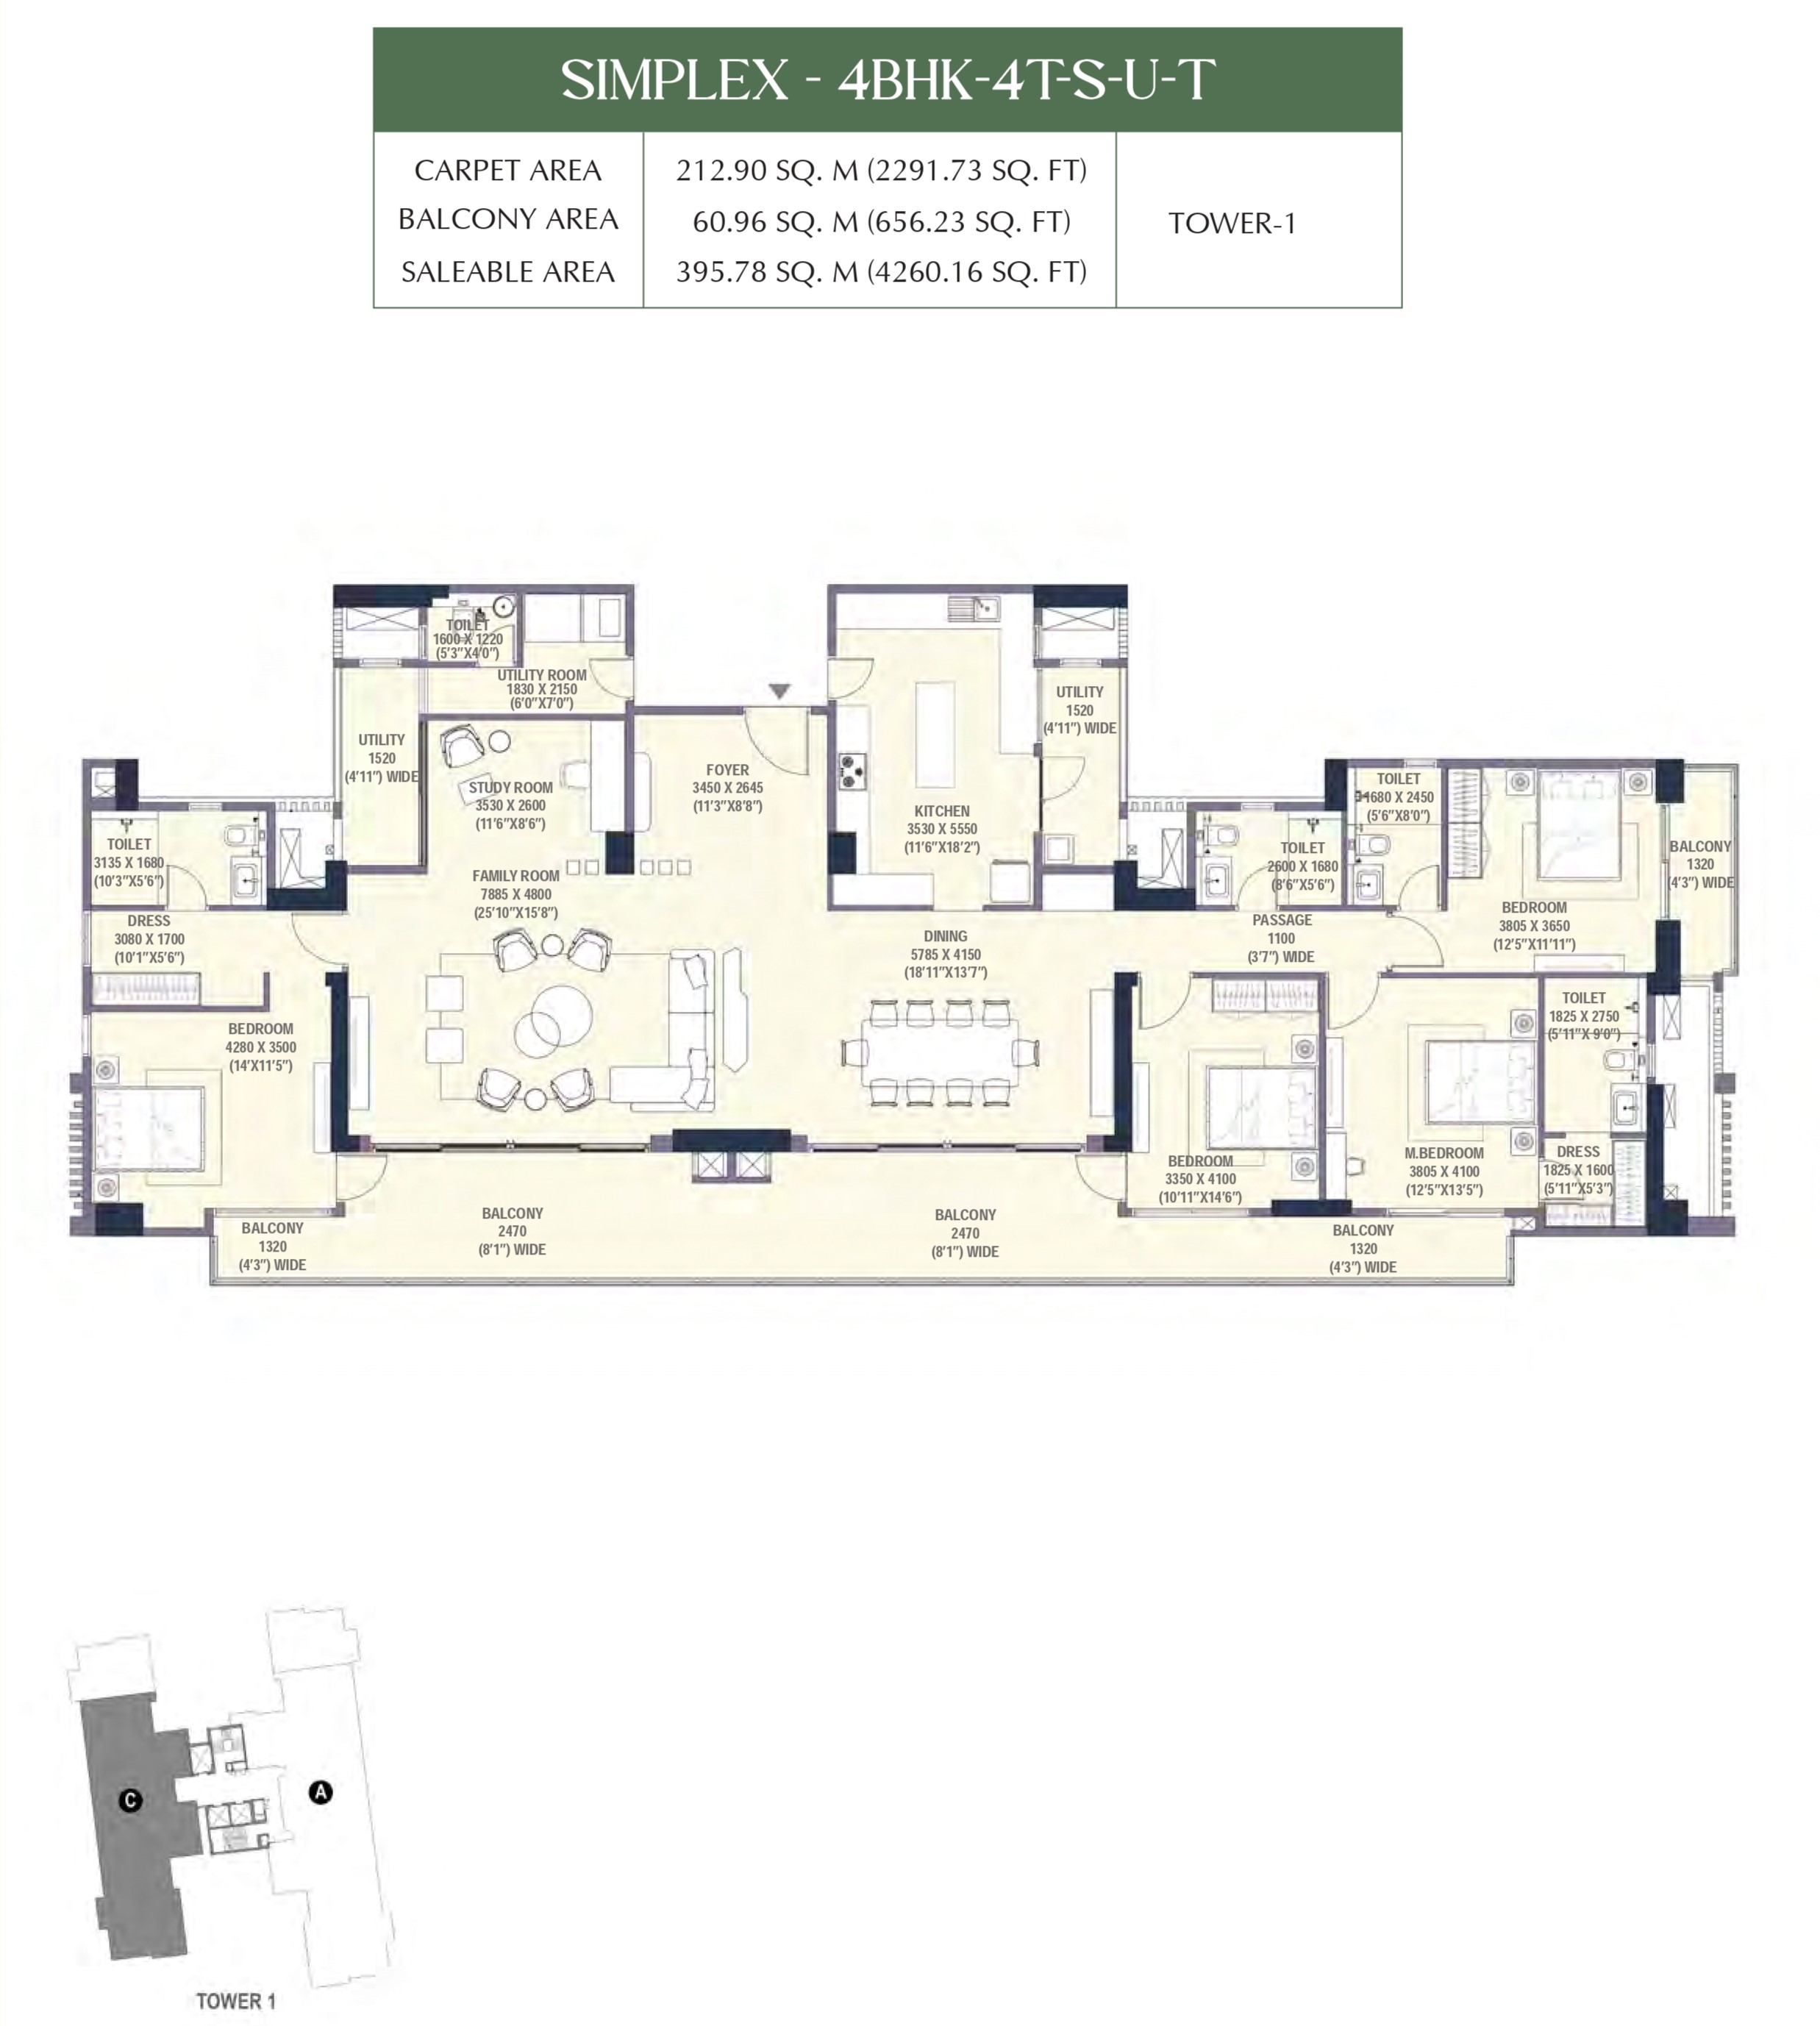 SIMPLEX - 4BHK-4T-S-U-T
CARPET AREA
212.90 SQ. M (2291.73 SQ. FT)
BALCONY AREA
60.96 SQ. M (656.23 SQ. FT)
TOWER-1
SALEABLE AREA
395.78 SQ. M (4260.16 SQ. FT)
TOILET
1600 X 1220
(5'3"X4'0")
UTILITY ROOM
1830 X 2150
(6'0"X7'0")
UTILITY
1520
(4'11") WIDE
UTILITY
1520
(4'11") WIDE
STUDY ROOM
3530 X 2600
(11'6"X8'6")
FOYER
3450 X 2645
(11'3"X8'8")
KITCHEN
3530 X 5550
(11'6"X18'2")
TOILET
1680 X 2450
(5'6"X8'0")
TOILET
3135 X 1680
(10'3"X5'6")
TOILET
2600 X 1680
(8'6"X5'6")
BALCONY
1320
(4'3") WIDE
FAMILY ROOM
7885 X 4800
(25'10"X15'8")
BEDROOM
3805 X 3650
(12'5"X11'11")
DRESS
3080 X 1700
(10'1"X5'6")
DINING
5785 X 4150
(18'11"X13'7")
PASSAGE
1100
(3'7") WIDE
BEDROOM
4280 X 3500
(14'X11'5")
TOILET
1825 X 2750
(5'11"X 9'0")
BEDROOM
3350 X 4100
(10'11"X14'6")
M.BEDROOM
3805 X 4100
(12'5"X13'5")
DRESS
1825 X 1600
(5'11"X5'3")
BALCONY
1320
(4'3") WIDE
BALCONY
2470
(8'1") WIDE
BALCONY
2470
(8'1") WIDE
BALCONY
1320
(4'3") WIDE
C
A
TOWER 1